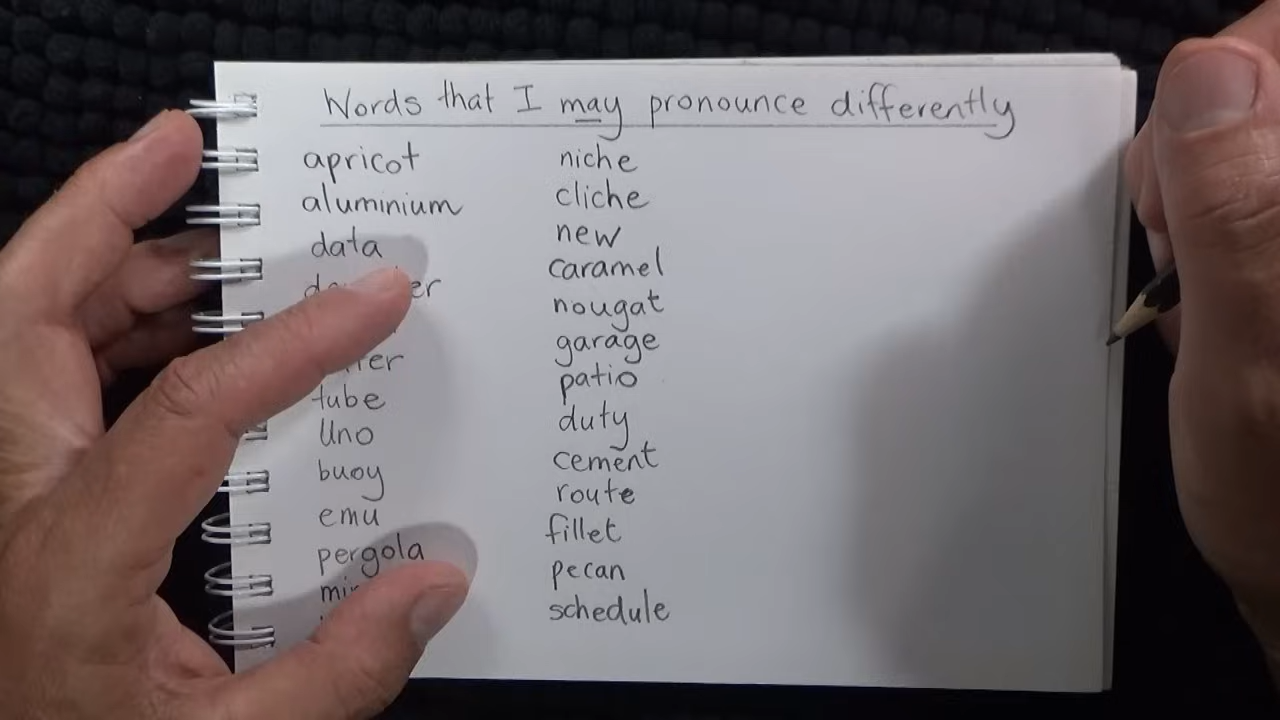 Words that I may pronounce differently
apricot
aluminium
data
tube
Uno
buoy
emu
pergola
niche
cliche
new
caramel
nougat
garage
patio
duty
cement
route
fillet
pecan
schedule